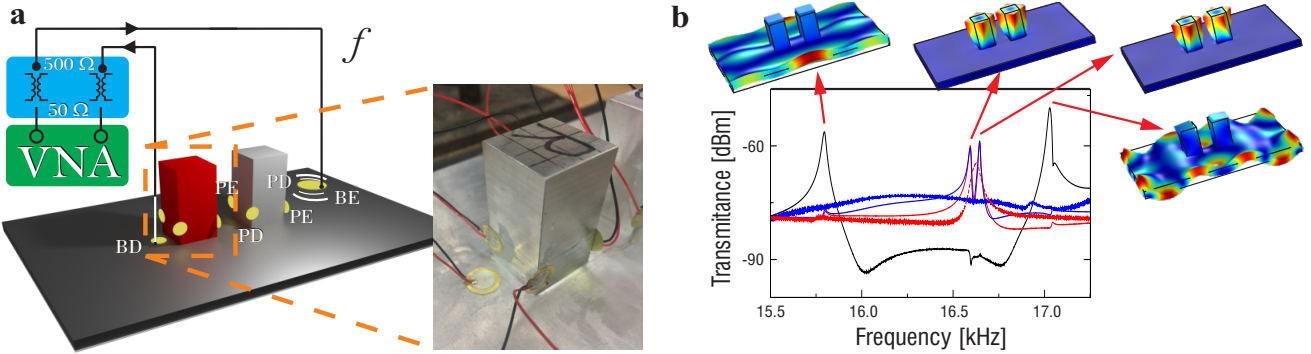 a
f
500 Ω
50 Ω
VNA
PE
PD
BE
PE
BD
PD
b
Transmitance [dBm]
-60
-90
15.5 16.0 16.5 17.0
Frequency [kHz]